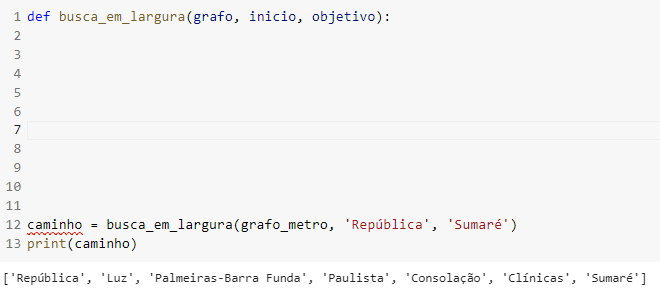 1 def busca_em_largura(grafo, inicio, objetivo):
2
3
4
5
6
7
8
9
10
11
12 caminho = busca_em_largura(grafo_metro, 'República', 'Sumaré')
13 print(caminho)
['República', 'Luz', 'Palmeiras-Barra Funda', 'Paulista', 'Consolação', 'Clínicas', 'Sumaré']